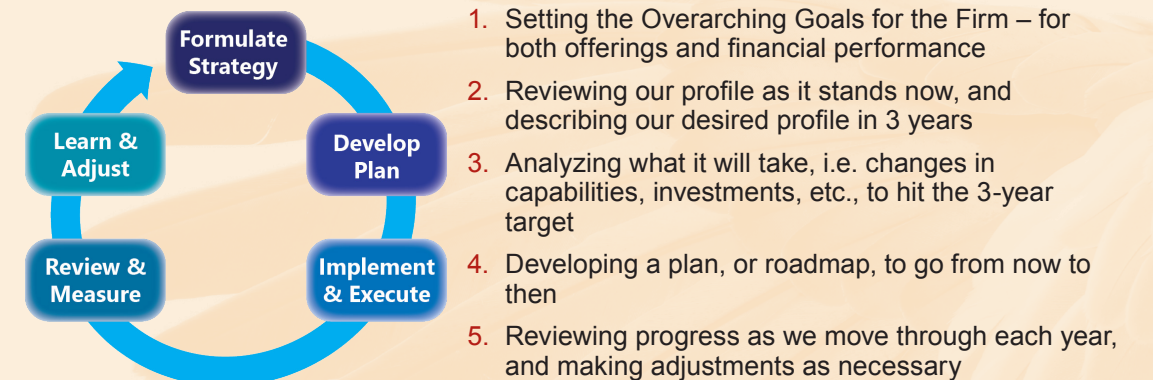 Formulate
Strategy
Develop
Plan
Implement
& Execute
Review &
Measure
Learn &
Adjust
1. Setting the Overarching Goals for the Firm – for
both offerings and financial performance
2. Reviewing our profile as it stands now, and
describing our desired profile in 3 years
3. Analyzing what it will take, i.e. changes in
capabilities, investments, etc., to hit the 3-year
target
4. Developing a plan, or roadmap, to go from now to
then
5. Reviewing progress as we move through each year,
and making adjustments as necessary